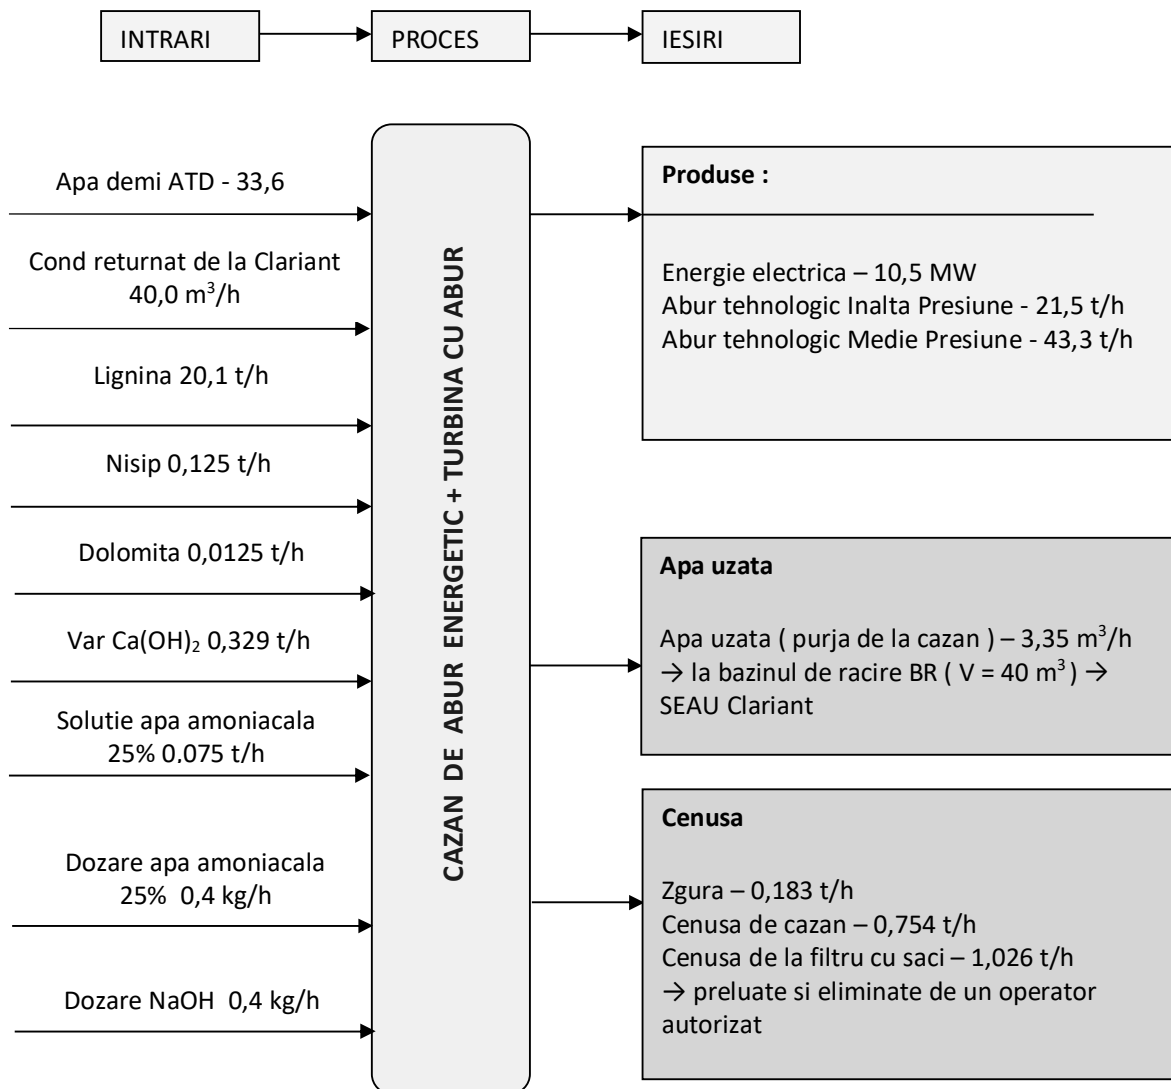 INTRARI
PROCES
IESIRI
Apa demi ATD - 33,6
Cond returnat de la Clariant
40,0 m³/h
Lignina 20,1 t/h
Nisip 0,125 t/h
Dolomita 0,0125 t/h
Var Ca(OH)₂ 0,329 t/h
Solutie apa amoniacala
25% 0.075 t/h
Dozare apa amoniacala
25% 0,4 kg/h
Dozare NaOH 0,4 kg/h
CAZAN DE ABUR ENERGETIC + TURBINA CU ABUR
Produse :
Energie electrica – 10,5 MW
Abur tehnologic Inalta Presiune - 21,5 t/h
Abur tehnologic Medie Presiune - 43,3 t/h
Apa uzata
Apa uzata ( purja de la cazan ) – 3,35 m³/h
→ la bazinul de racire BR ( V = 40 m³ ) →
SEAU Clariant
Cenusa
Zgura – 0,183 t/h
Cenusa de cazan – 0,754 t/h
Cenusa de la filtru cu saci – 1,026 t/h
→ preluate si eliminate de un operator
autorizat